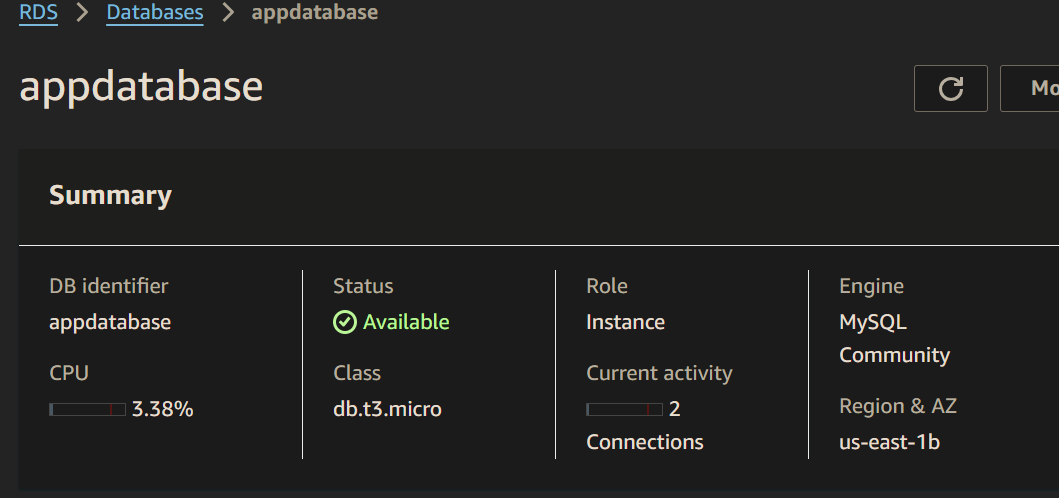 RDS > Databases > appdatabase
appdatabase
Mo
Summary
DB identifier
appdatabase
CPU
3.38%
Status
Available
Class
db.t3.micro
Role
Instance
Current activity
2
Connections
Engine
MySQL
Community
Region & AZ
us-east-1b